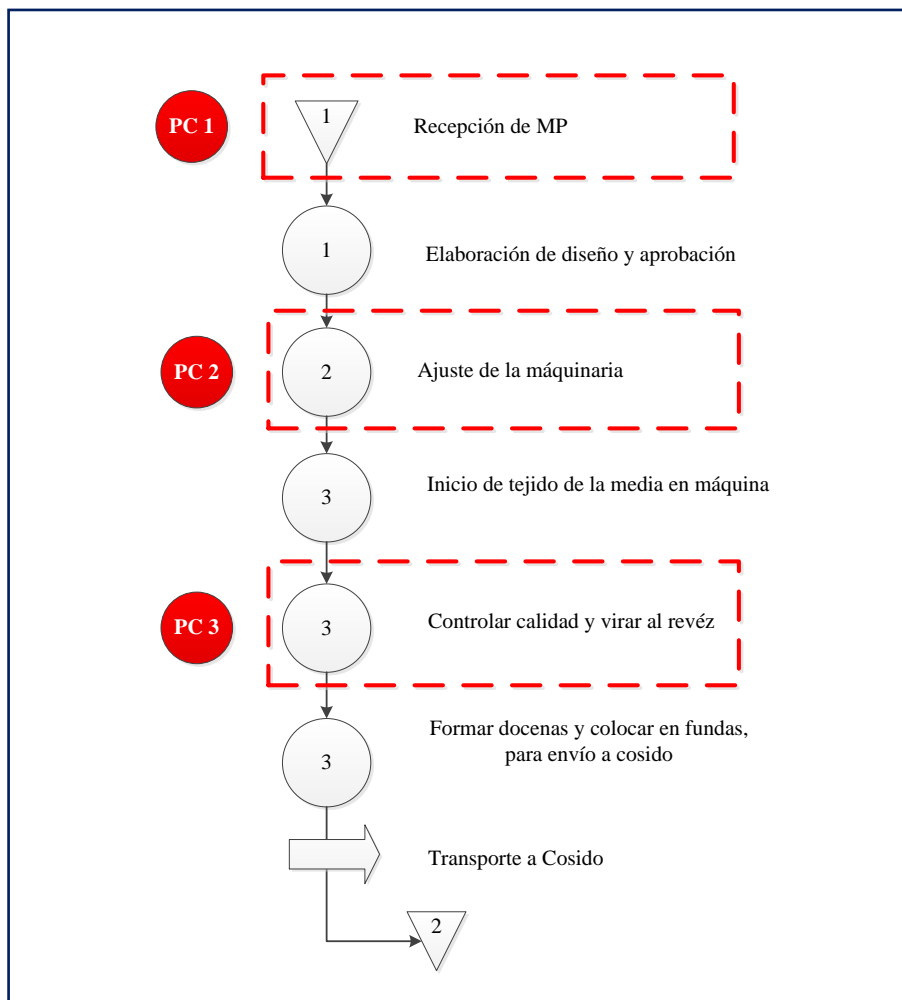 PC 1
1
Recepción de MP
1
Elaboración de diseño y aprobación
PC 2
2
Ajuste de la máquinaria
3
Inicio de tejido de la media en máquina
PC 3
3
Controlar calidad y virar al revéz
3
Formar docenas y colocar en fundas,
para envío a cosido
Transporte a Cosido
2